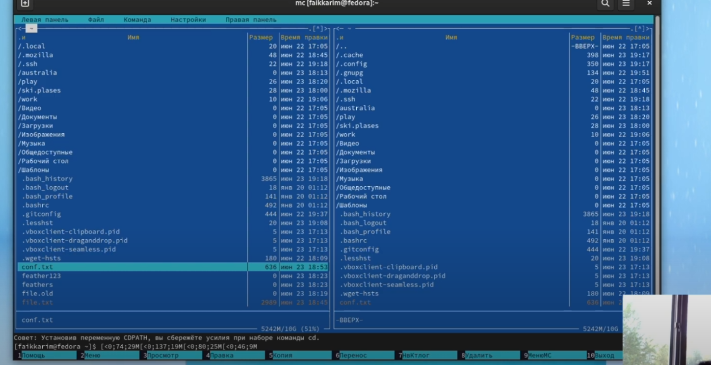 mc [faikkarim@fedora]:~
Левая панель Файл Команда Настройки Правая панель
.и Имя Размер Время правки
/.local 20 июн 22 17:05
/.mozilla 48 июн 22 18:45
/.ssh 22 июн 22 19:18
/australia 0 июн 23 18:13
/play 26 июн 23 18:20
/ski.plases 28 июн 23 18:00
/work 10 июн 22 19:06
/Видео 0 июн 22 17:05
/Документы 0 июн 22 17:05
/Загрузки 0 июн 22 17:05
/Изображения 0 июн 22 17:05
/Музыка 0 июн 22 17:05
/Общедоступные 0 июн 22 17:05
/Рабочий стол 0 июн 22 17:05
/Шаблоны 0 июн 22 17:05
.bash_history 3865 июн 23 19:18
.bash_logout 18 янв 20 01:12
.bash_profile 141 янв 20 01:12
.bashrc 492 янв 20 01:12
.gitconfig 444 июн 22 19:37
.lesshst 20 июн 23 19:08
.vboxclient-clipboard.pid 5 июн 23 17:13
.vboxclient-draganddrop.pid 5 июн 23 17:13
.vboxclient-seamless.pid 5 июн 23 17:13
.wget-hsts 180 июн 22 18:09
conf.txt 626 июн 23 18:53
feather123 0 июн 23 18:23
feathers 0 июн 23 18:23
file.old 0 июн 23 18:19
file.txt июн 23 18:45
conf.txt
5242M/10G (51%)
.и Имя Размер Время правки
/.. -ВВЕРХ- июн 22 17:05
/.cache 398 июн 23 19:17
/.config 350 июн 23 19:17
/.gnupg 134 июн 22 19:51
/.local 20 июн 22 17:05
/.mozilla 48 июн 22 18:45
/.ssh 22 июн 22 19:18
/australia 0 июн 23 18:13
/play 26 июн 23 18:20
/ski.plases 28 июн 23 18:00
/work 10 июн 22 19:06
/Видео 0 июн 22 17:05
/Документы 0 июн 22 17:05
/Загрузки 0 июн 22 17:05
/Изображения 0 июн 22 17:05
/Музыка 0 июн 22 17:05
/Общедоступные 0 июн 22 17:05
/Рабочий стол 0 июн 22 17:05
/Шаблоны 0 июн 22 17:05
.bash_history 3865 июн 23 19:18
.bash_logout 18 янв 20 01:12
.bash_profile 141 янв 20 01:12
.bashrc 492 янв 20 01:12
.gitconfig 444 июн 22 19:37
.lesshst 20 июн 23 19:08
.vboxclient-clipboard.pid 5 июн 23 17:13
.vboxclient-draganddrop.pid 5 июн 23 17:13
.vboxclient-seamless.pid 5 июн 23 17:13
.wget-hsts 180 июн 22
conf.txt
-ВВЕРХ-
5242M/10G
Совет: Установив переменную CDPATH, вы сбережёте усилия при наборе команды cd.
[faikkarim@fedora ~]$ [<0;74;29M[<0;137;19M[<0;80;25M[<0;46;9M
1Помощь 2Меню 3Просмотр 4Правка 5Копия 6Перенос 7НвКтлог 8Удалить 9МенюMC 10Выход